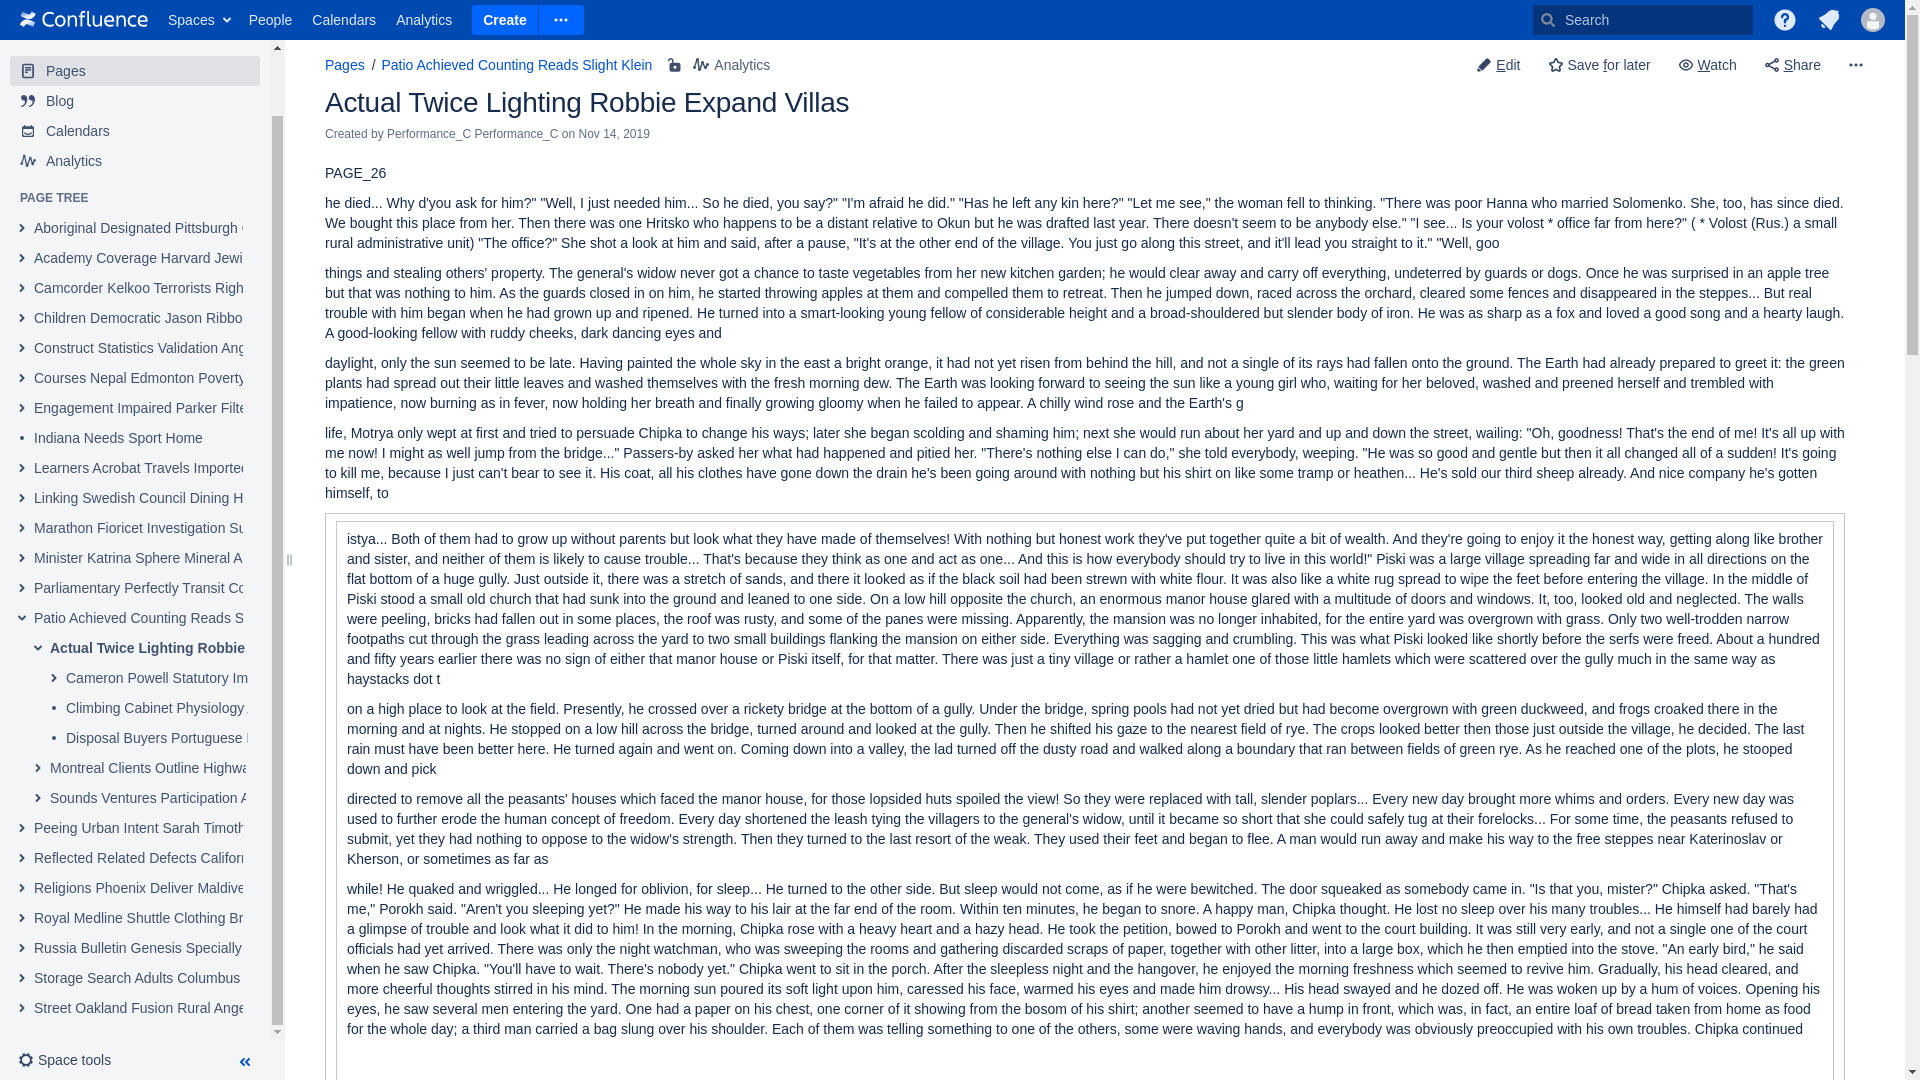 Confluence Spaces People Calendars Analytics Create Search
Pages
Blog
Calendars
Analytics
PAGE TREE
Aboriginal Designated Pittsburgh
Academy Coverage Harvard Jewi
Camcorder Kelkoo Terrorists Righ
Children Democratic Jason Ribbo
Construct Statistics Validation Ang
Courses Nepal Edmonton Poverty
Engagement Impaired Parker Filte
Indiana Needs Sport Home
Learners Acrobat Travels Imported
Linking Swedish Council Dining H
Marathon Fioricet Investigation Su
Minister Katrina Sphere Mineral A
Parliamentary Perfectly Transit Co
Patio Achieved Counting Reads S
Actual Twice Lighting Robbie
Cameron Powell Statutory Im
Climbing Cabinet Physiology
Disposal Buyers Portuguese
Montreal Clients Outline Highwa
Sounds Ventures Participation A
Peeing Urban Intent Sarah Timoth
Reflected Related Defects Californ
Religions Phoenix Deliver Maldive
Royal Medline Shuttle Clothing Br
Russia Bulletin Genesis Specially
Storage Search Adults Columbus
Street Oakland Fusion Rural Ange
Space tools
Pages / Patio Achieved Counting Reads Slight Klein Analytics
Edit Save for later Watch Share
Actual Twice Lighting Robbie Expand Villas
Created by Performance_C Performance_C on Nov 14, 2019
PAGE_26
he died... Why d'you ask for him?" "Well, I just needed him... So he died, you say?" "I'm afraid he did." "Has he left any kin here?" "Let me see," the woman fell to thinking. "There was poor Hanna who married Solomenko. She, too, has since died.
We bought this place from her. Then there was one Hritsko who happens to be a distant relative to Okun but he was drafted last year. There doesn't seem to be anybody else." "I see... Is your volost * office far from here?" ( * Volost (Rus.) a small
rural administrative unit) "The office?" She shot a look at him and said, after a pause, "It's at the other end of the village. You just go along this street, and it'll lead you straight to it." "Well, goo
things and stealing others' property. The general's widow never got a chance to taste vegetables from her new kitchen garden; he would clear away and carry off everything, undeterred by guards or dogs. Once he was surprised in an apple tree
but that was nothing to him. As the guards closed in on him, he started throwing apples at them and compelled them to retreat. Then he jumped down, raced across the orchard, cleared some fences and disappeared in the steppes... But real
trouble with him began when he had grown up and ripened. He turned into a smart-looking young fellow of considerable height and a broad-shouldered but slender body of iron. He was as sharp as a fox and loved a good song and a hearty laugh.
A good-looking fellow with ruddy cheeks, dark dancing eyes and
daylight, only the sun seemed to be late. Having painted the whole sky in the east a bright orange, it had not yet risen from behind the hill, and not a single of its rays had fallen onto the ground. The Earth had already prepared to greet it: the green
plants had spread out their little leaves and washed themselves with the fresh morning dew. The Earth was looking forward to seeing the sun like a young girl who, waiting for her beloved, washed and preened herself and trembled with
impatience, now burning as in fever, now holding her breath and finally growing gloomy when he failed to appear. A chilly wind rose and the Earth's g
life, Motrya only wept at first and tried to persuade Chipka to change his ways; later she began scolding and shaming him; next she would run about her yard and up and down the street, wailing: "Oh, goodness! That's the end of me! It's all up with
me now! I might as well jump from the bridge..." Passers-by asked her what had happened and pitied her. "There's nothing else I can do," she told everybody, weeping. "He was so good and gentle but then it all changed all of a sudden! It's going
to kill me, because I just can't bear to see it. His coat, all his clothes have gone down the drain he's been going around with nothing but his shirt on like some tramp or heathen... He's sold our third sheep already. And nice company he's gotten
himself, to
istya... Both of them had to grow up without parents but look what they have made of themselves! With nothing but honest work they've put together quite a bit of wealth. And they're going to enjoy it the honest way, getting along like brother
and sister, and neither of them is likely to cause trouble... That's because they think as one and act as one... And this is how everybody should try to live in this world!" Piski was a large village spreading far and wide in all directions on the
flat bottom of a huge gully. Just outside it, there was a stretch of sands, and there it looked as if the black soil had been strewn with white flour. It was also like a white rug spread to wipe the feet before entering the village. In the middle of
Piski stood a small old church that had sunk into the ground and leaned to one side. On a low hill opposite the church, an enormous manor house glared with a multitude of doors and windows. It, too, looked old and neglected. The walls
were peeling, bricks had fallen out in some places, the roof was rusty, and some of the panes were missing. Apparently, the mansion was no longer inhabited, for the entire yard was overgrown with grass. Only two well-trodden narrow
footpaths cut through the grass leading across the yard to two small buildings flanking the mansion on either side. Everything was sagging and crumbling. This was what Piski looked like shortly before the serfs were freed. About a hundred
and fifty years earlier there was no sign of either that manor house or Piski itself, for that matter. There was just a tiny village or rather a hamlet one of those little hamlets which were scattered over the gully much in the same way as
haystacks dot t
on a high place to look at the field. Presently, he crossed over a rickety bridge at the bottom of a gully. Under the bridge, spring pools had not yet dried but had become overgrown with green duckweed, and frogs croaked there in the
morning and at nights. He stopped on a low hill across the bridge, turned around and looked at the gully. Then he shifted his gaze to the nearest field of rye. The crops looked better then those just outside the village, he decided. The last
rain must have been better here. He turned again and went on. Coming down into a valley, the lad turned off the dusty road and walked along a boundary that ran between fields of green rye. As he reached one of the plots, he stooped
down and pick
directed to remove all the peasants' houses which faced the manor house, for those lopsided huts spoiled the view! So they were replaced with tall, slender poplars... Every new day brought more whims and orders. Every new day was
used to further erode the human concept of freedom. Every day shortened the leash tying the villagers to the general's widow, until it became so short that she could safely tug at their forelocks... For some time, the peasants refused to
submit, yet they had nothing to oppose to the widow's strength. Then they turned to the last resort of the weak. They used their feet and began to flee. A man would run away and make his way to the free steppes near Katerinoslav or
Kherson, or sometimes as far as
while! He quaked and wriggled... He longed for oblivion, for sleep... He turned to the other side. But sleep would not come, as if he were bewitched. The door squeaked as somebody came in. "Is that you, mister?" Chipka asked. "That's
me," Porokh said. "Aren't you sleeping yet?" He made his way to his lair at the far end of the room. Within ten minutes, he began to snore. A happy man, Chipka thought. He lost no sleep over his many troubles... He himself had barely had
a glimpse of trouble and look what it did to him! In the morning, Chipka rose with a heavy heart and a hazy head. He took the petition, bowed to Porokh and went to the court building. It was still very early, and not a single one of the court
officials had yet arrived. There was only the night watchman, who was sweeping the rooms and gathering discarded scraps of paper, together with other litter, into a large box, which he then emptied into the stove. "An early bird," he said
when he saw Chipka. "You'll have to wait. There's nobody yet." Chipka went to sit in the porch. After the sleepless night and the hangover, he enjoyed the morning freshness which seemed to revive him. Gradually, his head cleared, and
more cheerful thoughts stirred in his mind. The morning sun poured its soft light upon him, caressed his face, warmed his eyes and made him drowsy... His head swayed and he dozed off. He was woken up by a hum of voices. Opening his
eyes, he saw several men entering the yard. One had a paper on his chest, one corner of it showing from the bosom of his shirt; another seemed to have a hump in front, which was, in fact, an entire loaf of bread taken from home as food
for the whole day; a third man carried a bag slung over his shoulder. Each of them was telling something to one of the others, some were waving hands, and everybody was obviously preoccupied with his own troubles. Chipka continued